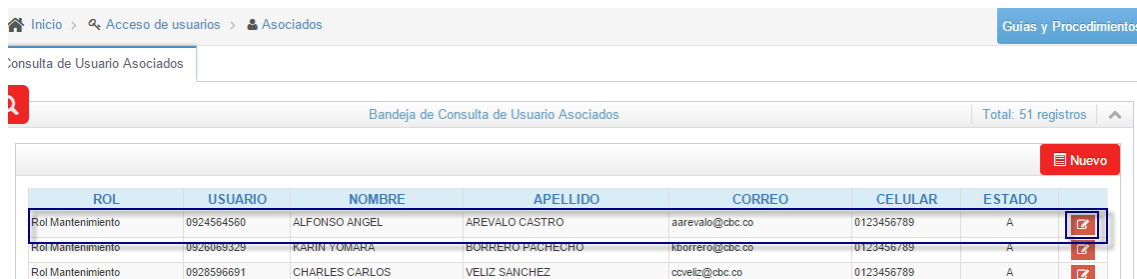 Inicio > Acceso de usuarios > Asociados
Guías y Procedimientos
Consulta de Usuario Asociados
Bandeja de Consulta de Usuario Asociados Total: 51 registros
Nuevo
ROL USUARIO NOMBRE APELLIDO CORREO CELULAR ESTADO
Rol Mantenimiento 0924564560 ALFONSO ANGEL AREVALO CASTRO aarevalo@cbc.co 0123456789 A
Rol Mantenimiento 0926069329 KARIN YOMARA BORRERO PACHECHO kborrero@cbc.co 0123456789 A
Rol Mantenimiento 0928596691 CHARLES CARLOS VELIZ SANCHEZ ccveliz@cbc.co 0123456789 A